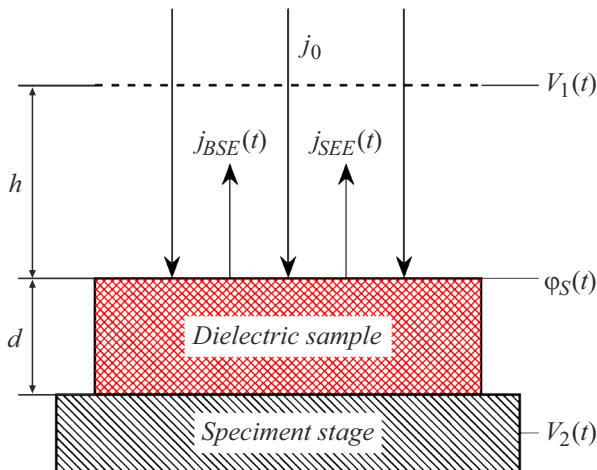 j0
V1(t)
jBSE(t) jSEE(t)
h
φS(t)
d
Dielectric sample
Speciment stage
V2(t)